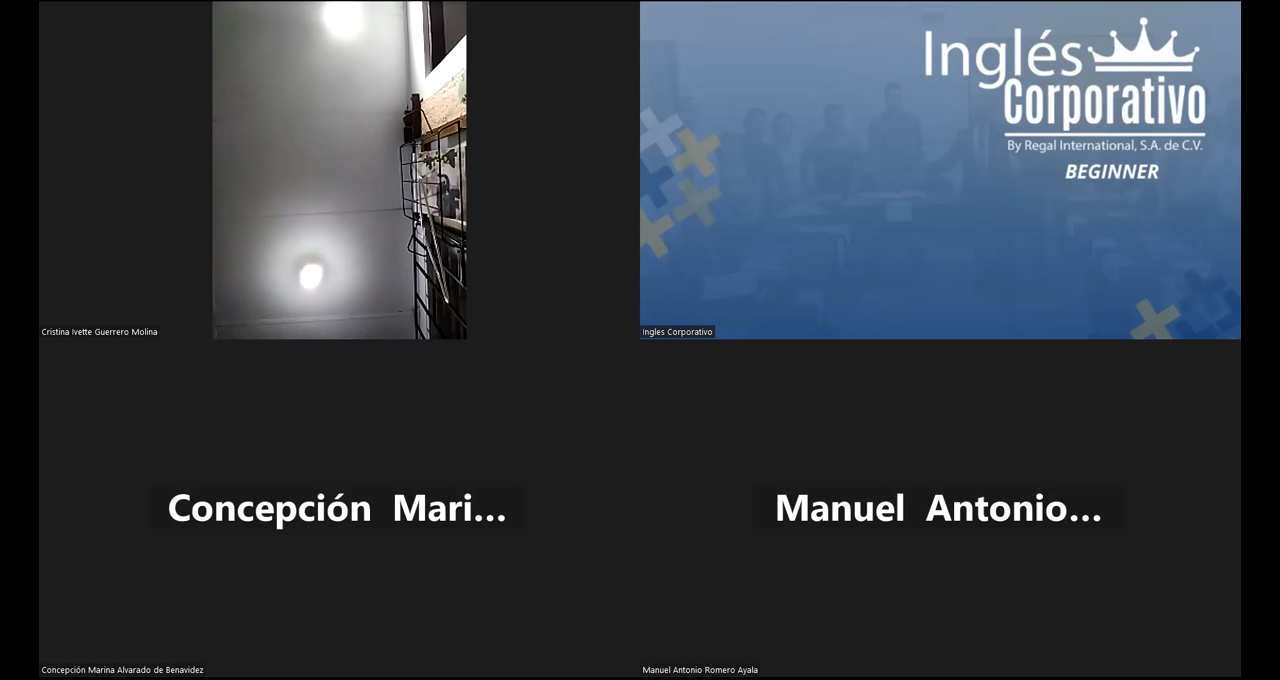 Inglés
Corporativo
By Regal International, S.A. de C.V.
BEGINNER
Cristina Ivette Guerrero Molina
Ingles Corporativo
Concepción Mari...
Manuel Antonio...
Concepción Marina Alvarado de Benavidez
Manuel Antonio Romero Ayala